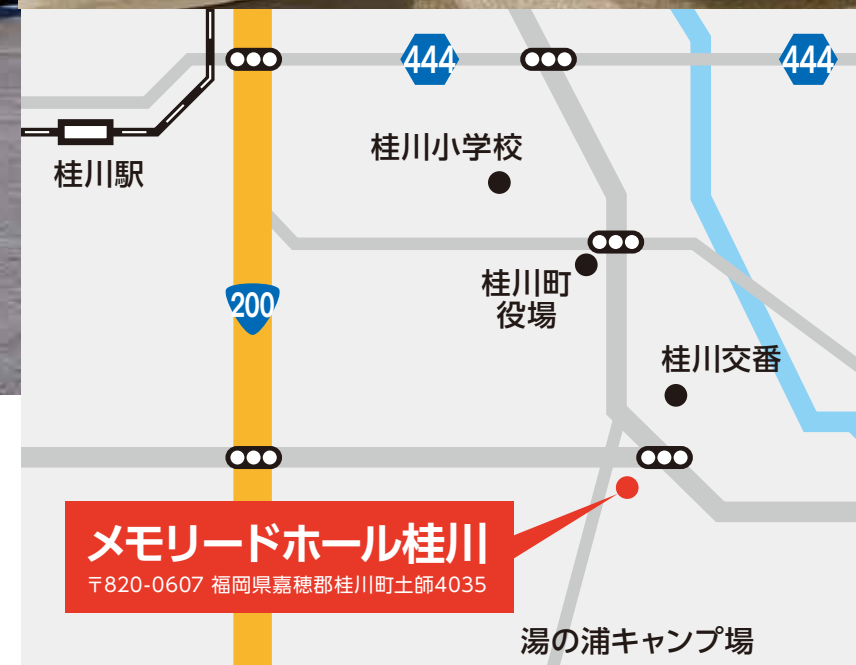 444
444
桂川小学校
桂川駅
桂川町
役場
200
桂川交番
メモリードホール桂川
〒820-0607 福岡県嘉穂郡桂川町土師4035
湯の浦キャンプ場